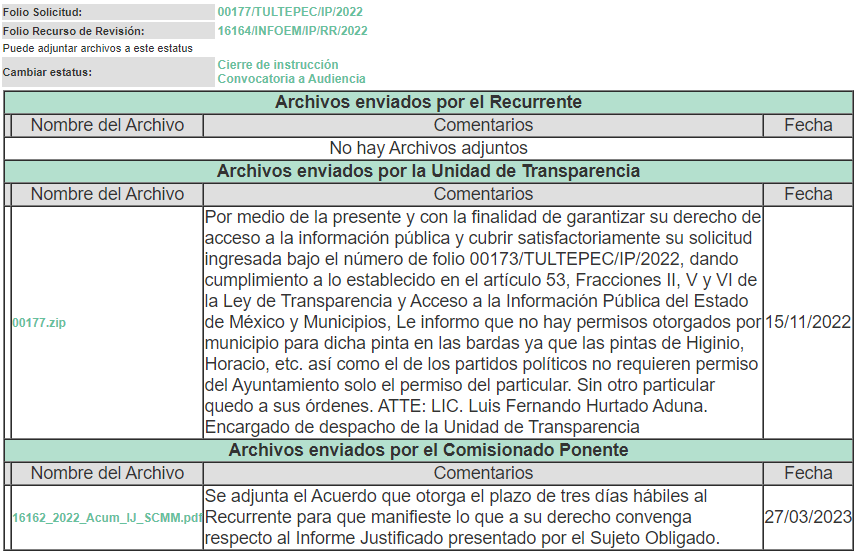 Folio Solicitud: 00177/TULTEPEC/IP/2022
Folio Recurso de Revisión: 16164/INFOEM/IP/RR/2022
Puede adjuntar archivos a este estatus
Cambiar estatus: Cierre de instrucción
Convocatoria a Audiencia
Archivos enviados por el Recurrente
Nombre del Archivo Comentarios Fecha
No hay Archivos adjuntos
Archivos enviados por la Unidad de Transparencia
Nombre del Archivo Comentarios Fecha
00177.zip
Por medio de la presente y con la finalidad de garantizar su derecho de
acceso a la información pública y cubrir satisfactoriamente su solicitud
ingresada bajo el número de folio 00173/TULTEPEC/IP/2022, dando
cumplimiento a lo establecido en el artículo 53, Fracciones II, V y VI de
la Ley de Transparencia y Acceso a la Información Pública del Estado
de México y Municipios, Le informo que no hay permisos otorgados por
municipio para dicha pinta en las bardas ya que las pintas de Higinio,
Horacio, etc. así como el de los partidos políticos no requieren permiso
del Ayuntamiento solo el permiso del particular. Sin otro particular
quedo a sus órdenes. ATTE: LIC. Luis Fernando Hurtado Aduna.
Encargado de despacho de la Unidad de Transparencia
15/11/2022
Archivos enviados por el Comisionado Ponente
Nombre del Archivo Comentarios Fecha
16162_2022_Acum_IJ_SCMM.pdf
Se adjunta el Acuerdo que otorga el plazo de tres días hábiles al
Recurrente para que manifieste lo que a su derecho convenga
respecto al Informe Justificado presentado por el Sujeto Obligado.
27/03/2023